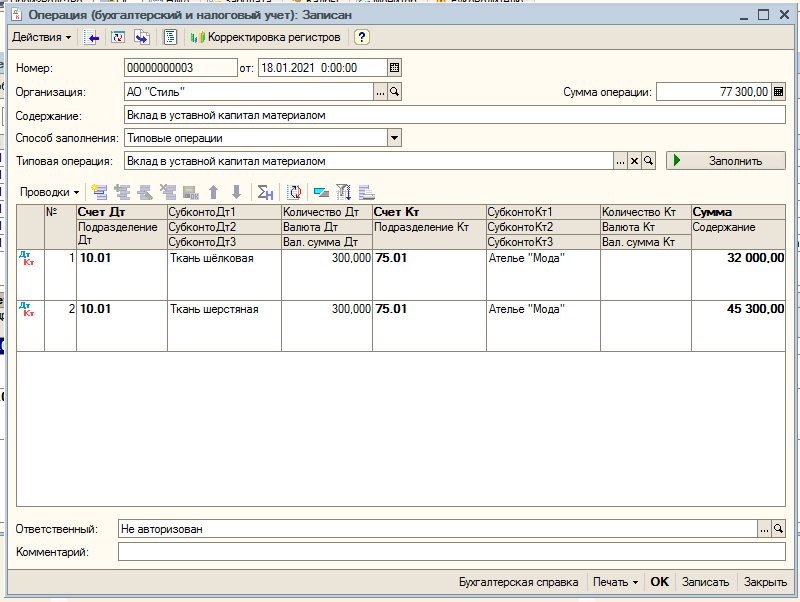 Операция (бухгалтерский и налоговый учет): Записан
Действия Корректировка регистров ?
Номер: 00000000003 от: 18.01.2021 0:00:00
Организация: АО "Стиль" ... Сумма операции: 77 300,00
Содержание: Вклад в уставной капитал материалом
Способ заполнения: Типовые операции
Типовая операция: Вклад в уставной капитал материалом ... x Заполнить
Проводки
№ Счет Дт СубконтоДт1 Количество Дт Счет Кт СубконтоКт1 Количество Кт Сумма
Подразделение Дт СубконтоДт2 Валюта Дт Подразделение Кт СубконтоКт2 Валюта Кт Содержание
СубконтоДт3 Вал. сумма Дт СубконтоКт3 Вал. сумма Кт
Дт Кт 1 10.01 Ткань шёлковая 300,000 75.01 Ателье "Мода" 32 000,00
Дт Кт 2 10.01 Ткань шерстяная 300,000 75.01 Ателье "Мода" 45 300,00
Ответственный: Не авторизован ...
Комментарий:
Бухгалтерская справка Печать OK Записать Закрыть